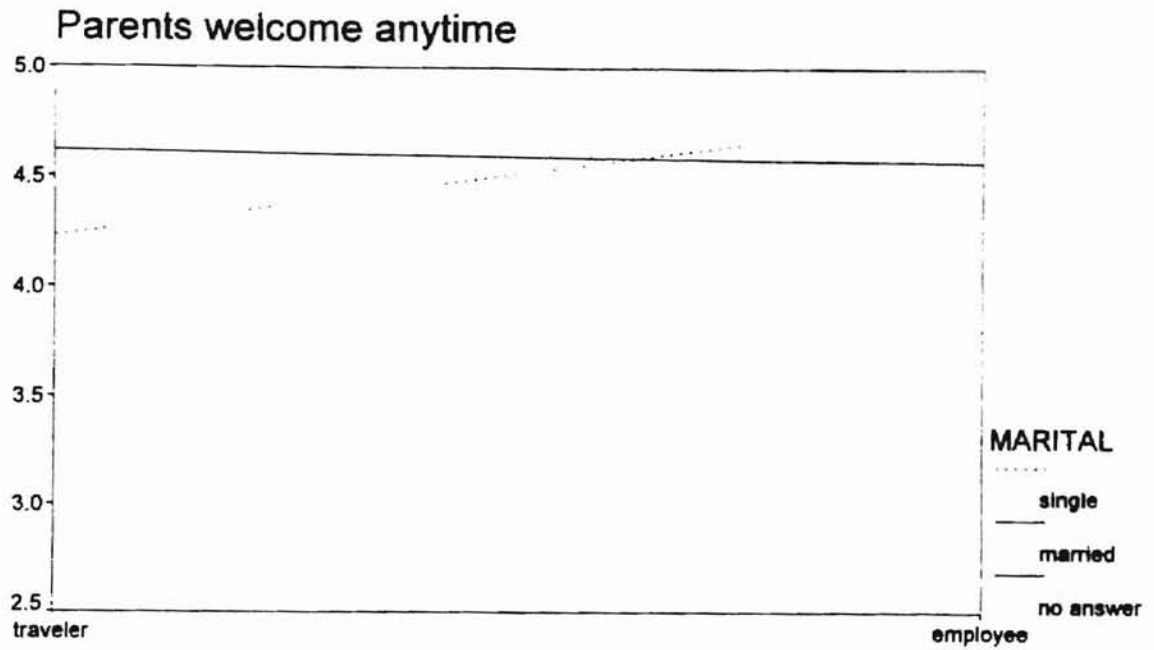 Parents welcome anytime
5.0
4.5
4.0
3.5
3.0
2.5
traveler
employee
MARITAL
single
married
no answer